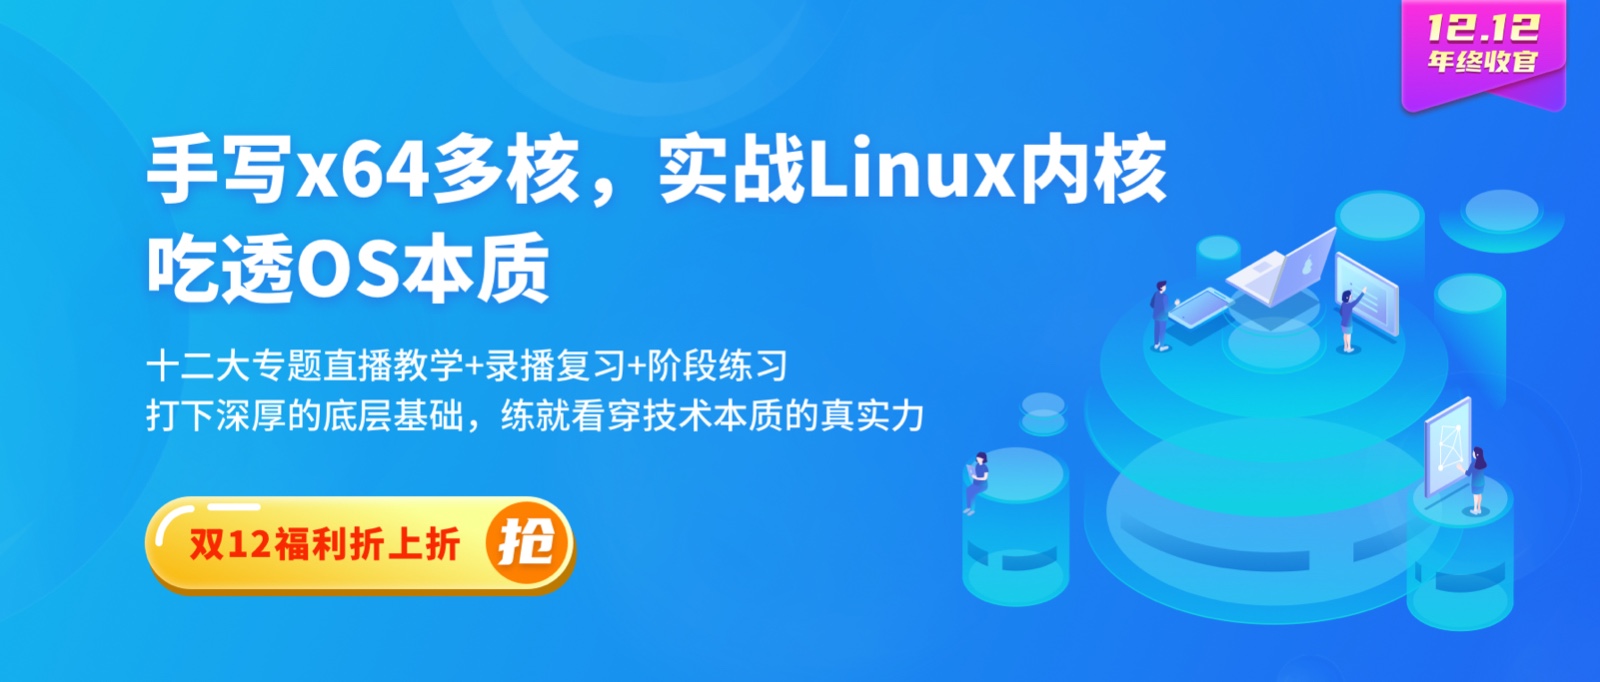 12.12
年终收官
手写x64多核，实战Linux内核
吃透OS本质
十二大专题直播教学+录播复习+阶段练习
打下深厚的底层基础，练就看穿技术本质的真实力
双12福利折上折 抢